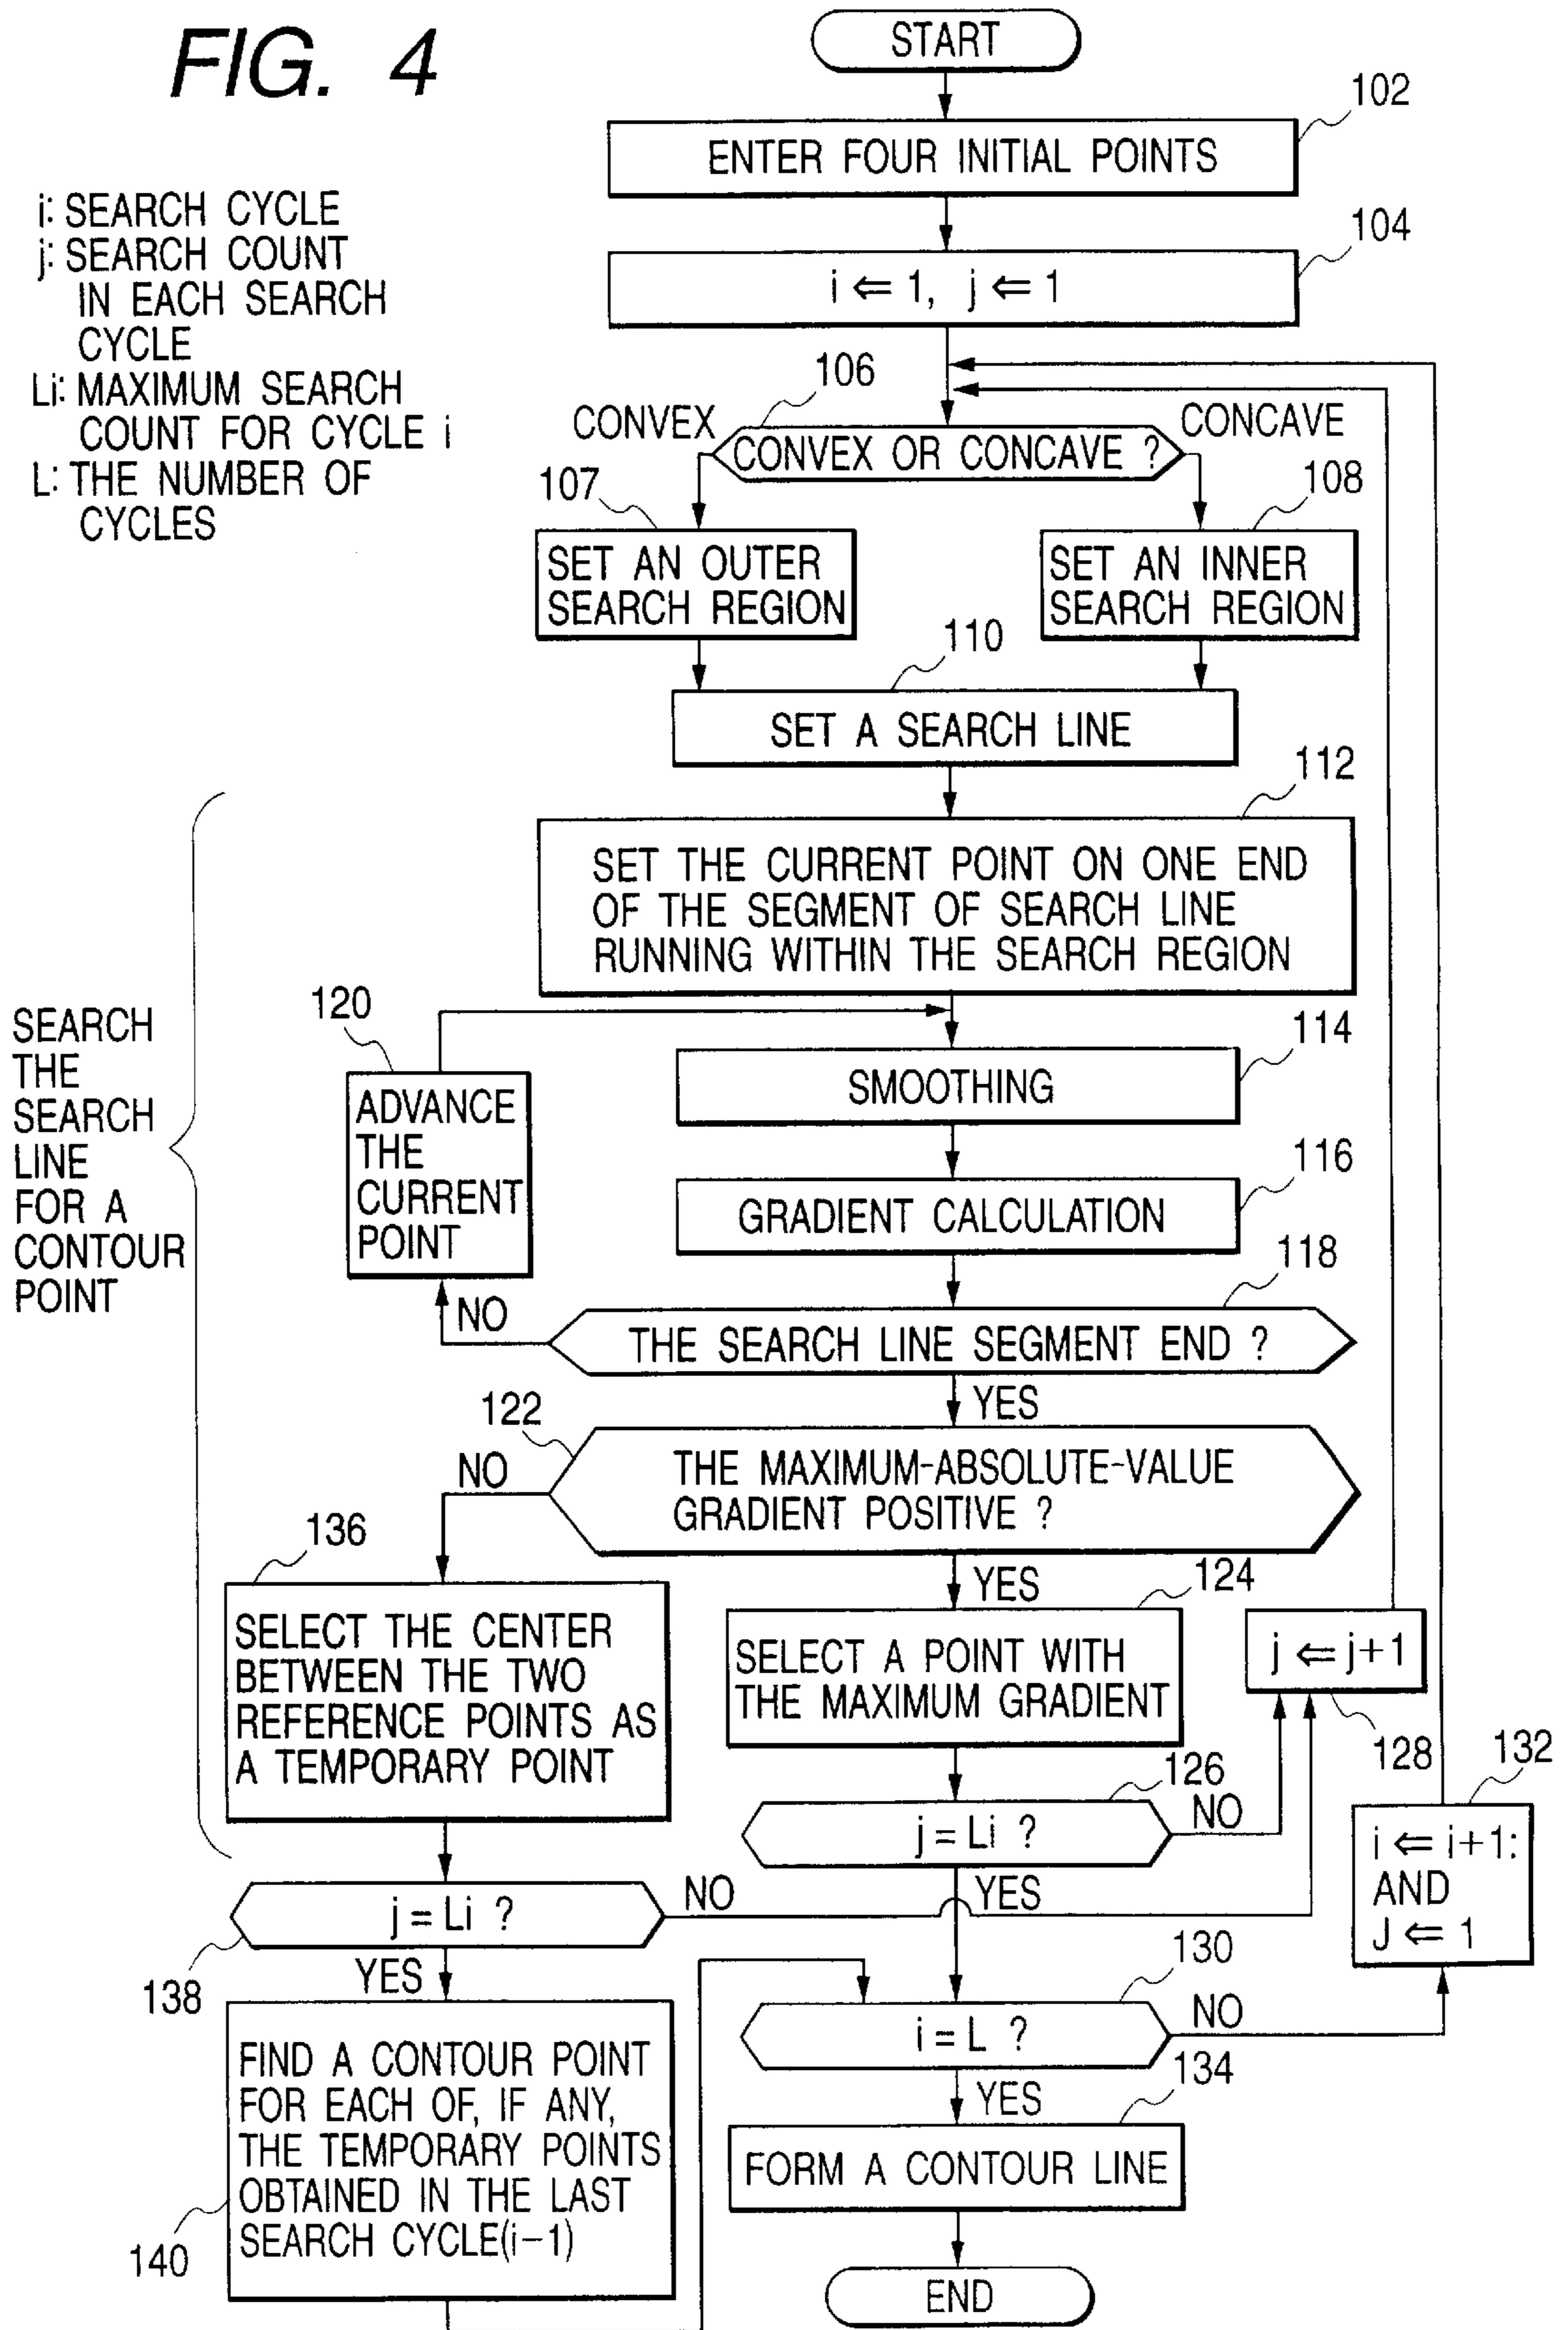 FIG. 4
START
102
ENTER FOUR INITIAL POINTS
i: SEARCH CYCLE
j: SEARCH COUNT
IN EACH SEARCH
CYCLE
Li: MAXIMUM SEARCH
COUNT FOR CYCLE i
L: THE NUMBER OF
CYCLES
104
i ⇐ 1, j ⇐ 1
106
CONVEX
CONVEX OR CONCAVE ?
CONCAVE
107
SET AN OUTER
SEARCH REGION
108
SET AN INNER
SEARCH REGION
110
SET A SEARCH LINE
112
SET THE CURRENT POINT ON ONE END
OF THE SEGMENT OF SEARCH LINE
RUNNING WITHIN THE SEARCH REGION
SEARCH
THE
SEARCH
LINE
FOR A
CONTOUR
POINT
120
ADVANCE
THE
CURRENT
POINT
114
SMOOTHING
116
GRADIENT CALCULATION
118
NO
THE SEARCH LINE SEGMENT END ?
YES
122
NO
THE MAXIMUM-ABSOLUTE-VALUE
GRADIENT POSITIVE ?
YES
136
SELECT THE CENTER
BETWEEN THE TWO
REFERENCE POINTS AS
A TEMPORARY POINT
124
SELECT A POINT WITH
THE MAXIMUM GRADIENT
j ⇐ j+1
128
126
j = Li ?
NO
YES
132
i ⇐ i+1:
AND
J ⇐ 1
j = Li ?
NO
138
YES
130
i = L ?
NO
YES
140
FIND A CONTOUR POINT
FOR EACH OF, IF ANY,
THE TEMPORARY POINTS
OBTAINED IN THE LAST
SEARCH CYCLE(i-1)
134
FORM A CONTOUR LINE
END